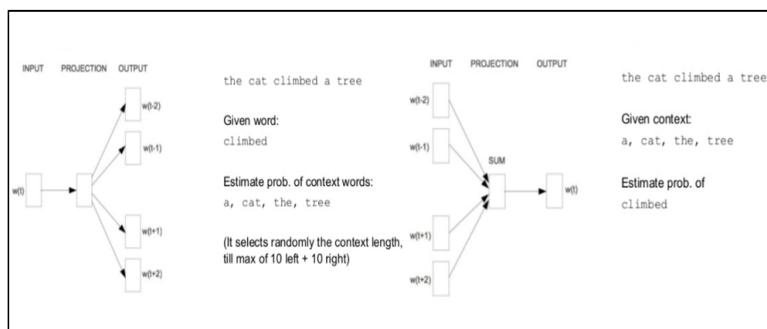 INPUT PROJECTION OUTPUT
w(t-2)
w(t-1)
w(t)
w(t+1)
w(t+2)
the cat climbed a tree
Given word:
climbed
Estimate prob. of context words:
a, cat, the, tree
(It selects randomly the context length,
till max of 10 left + 10 right)
INPUT PROJECTION OUTPUT
w(t-2)
w(t-1)
SUM
w(t)
w(t+1)
w(t+2)
the cat climbed a tree
Given context:
a, cat, the, tree
Estimate prob. of
climbed